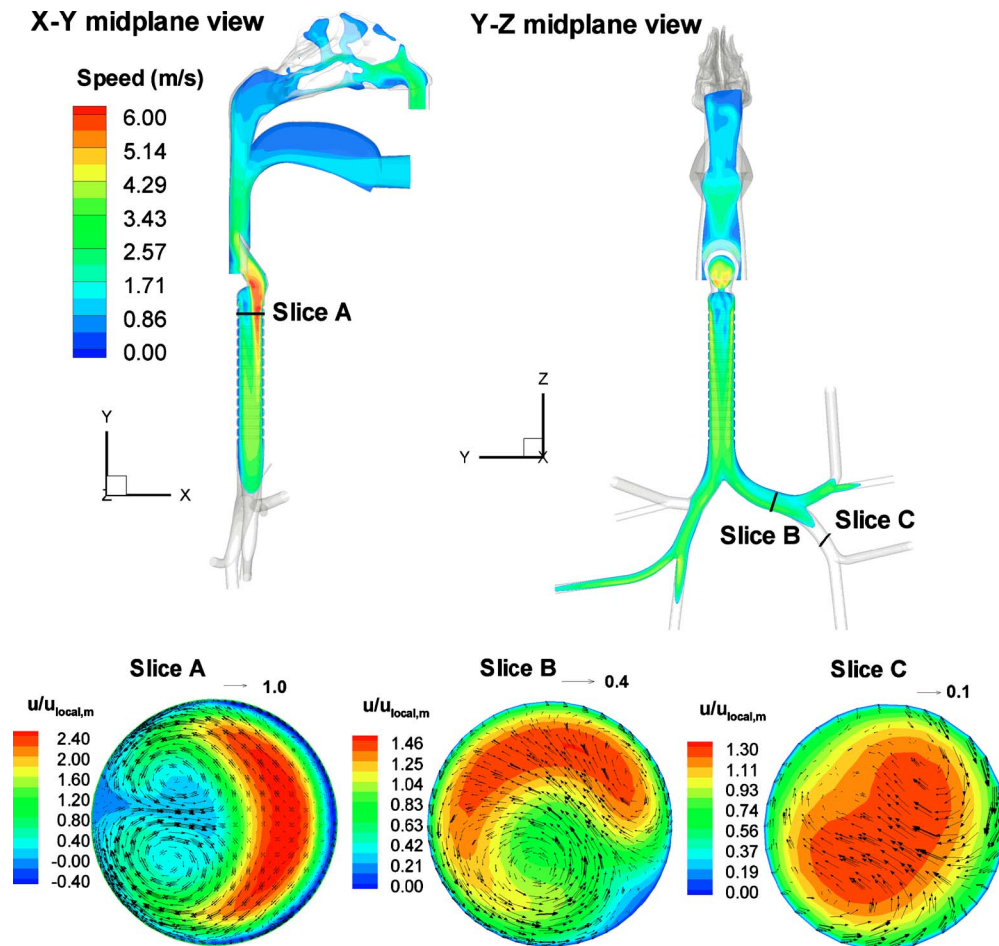 X-Y midplane view
Y-Z midplane view
Speed (m/s)
6.00
5.14
4.29
3.43
2.57
1.71
0.86
0.00
Slice A
Y
Z
X
Z
Y
X
Slice B
Slice C
Slice A
1.0
u/u local,m
2.40
2.00
1.60
1.20
0.80
0.40
-0.00
-0.40
Slice B
0.4
u/u local,m
1.46
1.25
1.04
0.83
0.63
0.42
0.21
0.00
Slice C
0.1
u/u local,m
1.30
1.11
0.93
0.74
0.56
0.37
0.19
0.00